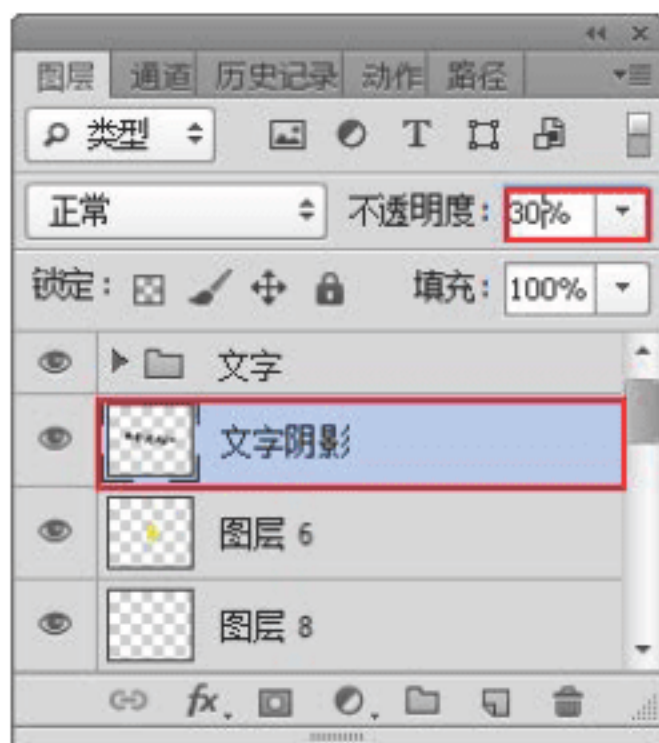 图层 通道 历史记录 动作 路径
类型 T
正常 不透明度: 30%
锁定: 填充: 100%
文字
文字阴影
图层 6
图层 8
fx.